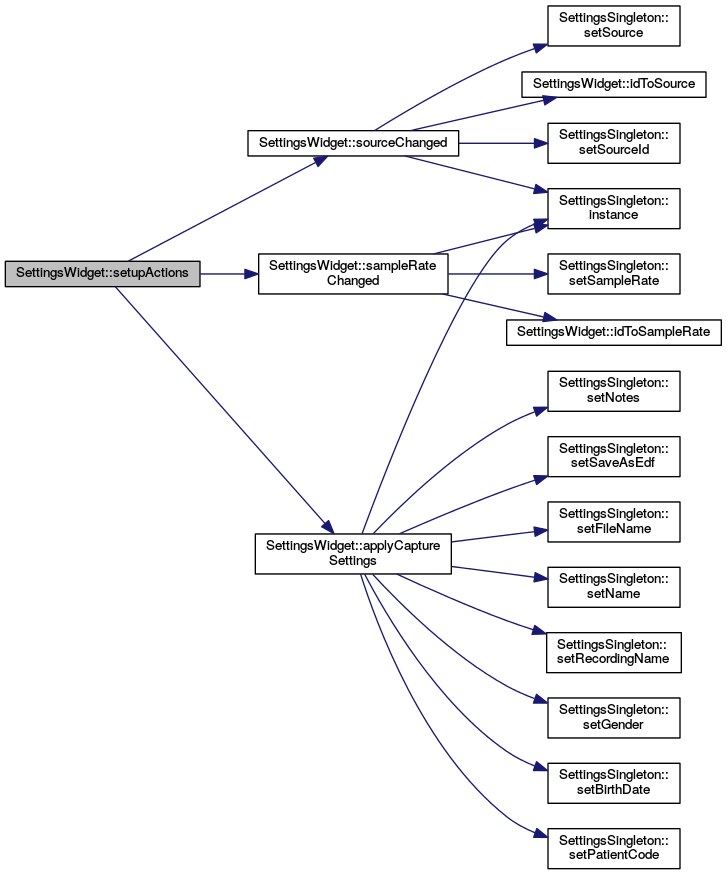 SettingsSingleton::
setSource
SettingsWidget::idToSource
SettingsWidget::sourceChanged
SettingsSingleton::
setSourceId
SettingsSingleton::
instance
SettingsWidget::setupActions
SettingsWidget::sampleRate
Changed
SettingsSingleton::
setSampleRate
SettingsWidget::idToSampleRate
SettingsSingleton::
setNotes
SettingsSingleton::
setSaveAsEdf
SettingsSingleton::
setFileName
SettingsWidget::applyCapture
Settings
SettingsSingleton::
setName
SettingsSingleton::
setRecordingName
SettingsSingleton::
setGender
SettingsSingleton::
setBirthDate
SettingsSingleton::
setPatientCode